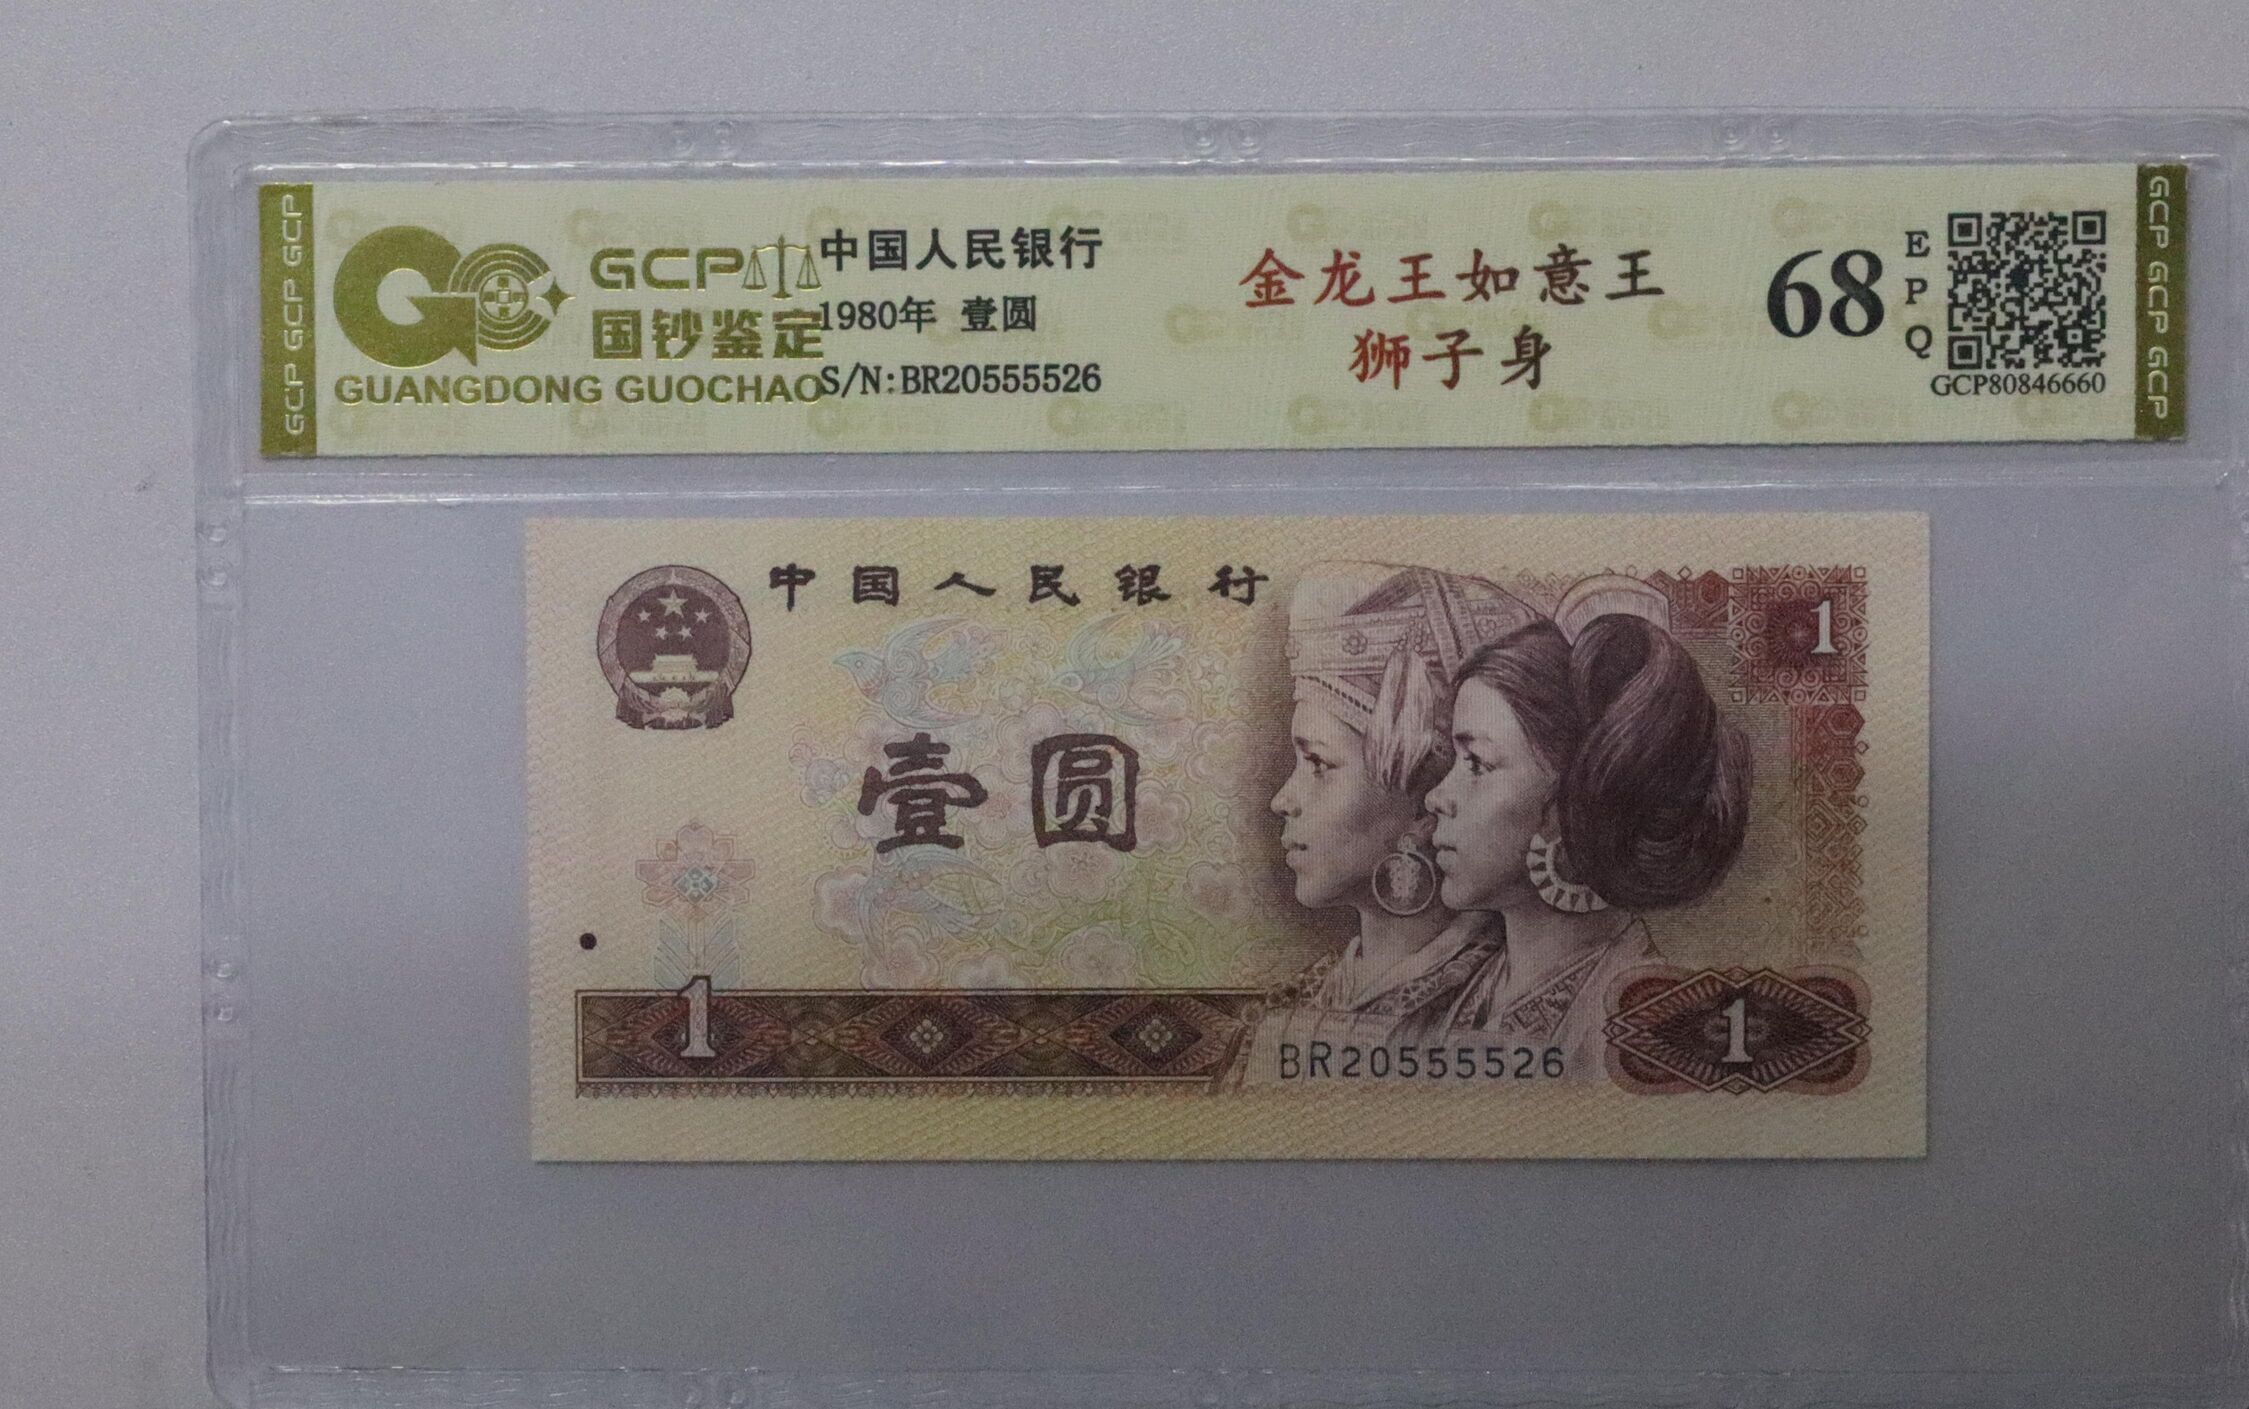 GCP GCP GCP
GCP
国钞鉴定
GUANGDONG GUOCHAO
中国人民银行
1980年 壹圆
S/N:BR20555526
金龙王如意王
狮子身
68
EPQ
GCP80846660
GCP GCP GCP
中国人民银行
1
壹圆
1
BR20555526
1